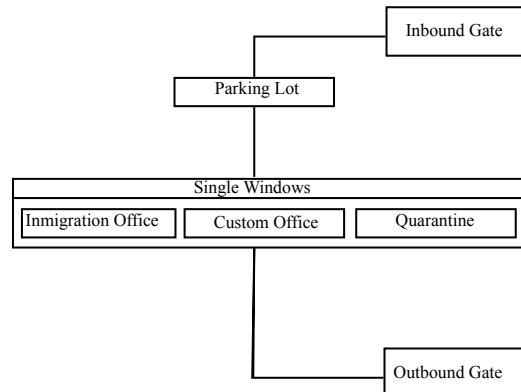 Inbound Gate
Parking Lot
Single Windows
Inmigration Office
Custom Office
Quarantine
Outbound Gate